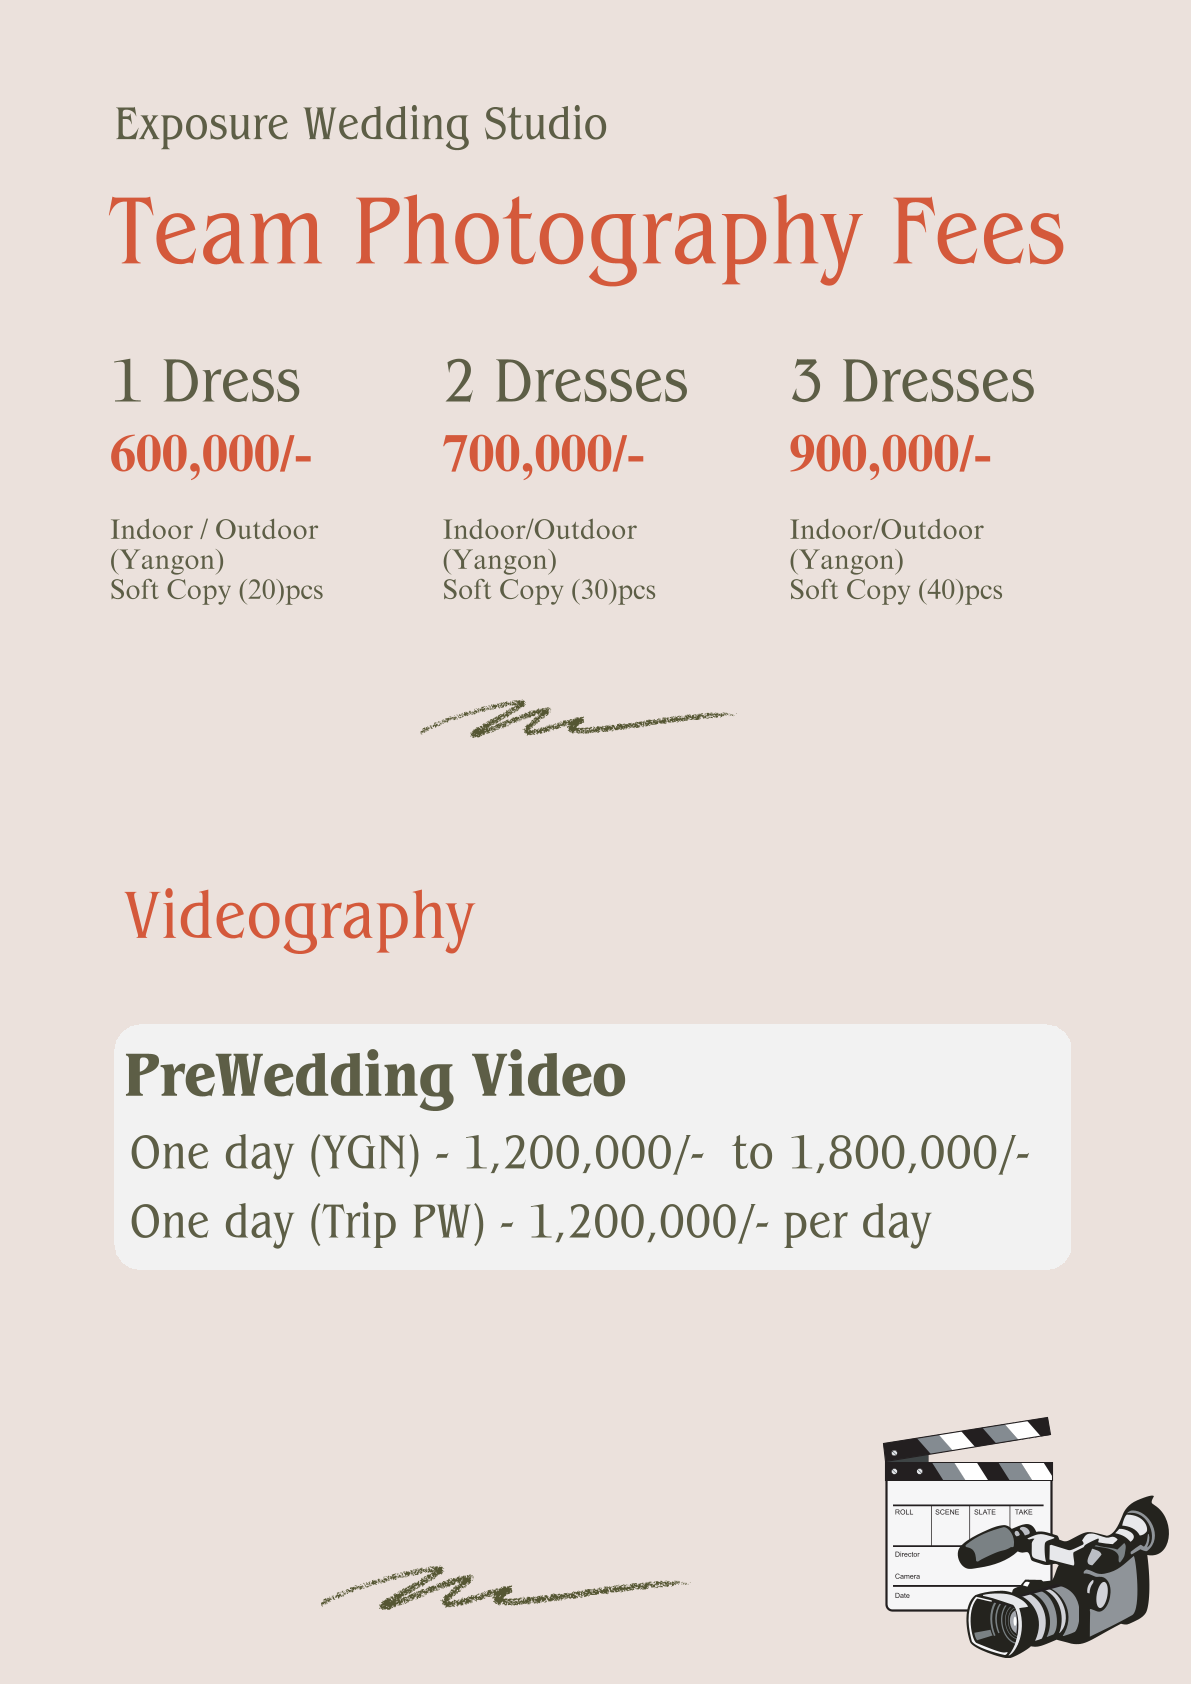 Exposure Wedding Studio
Team Photography Fees
1 Dress
600,000/-
Indoor / Outdoor
(Yangon)
Soft Copy (20)pcs
2 Dresses
700,000/-
Indoor/Outdoor
(Yangon)
Soft Copy (30)pcs
3 Dresses
900,000/-
Indoor/Outdoor
(Yangon)
Soft Copy (40)pcs
Videography
PreWedding Video
One day (YGN) - 1,200,000/- to 1,800,000/-
One day (Trip PW) - 1,200,000/- per day
ROLL SCENE SLATE TAKE
Director
Camera
Date